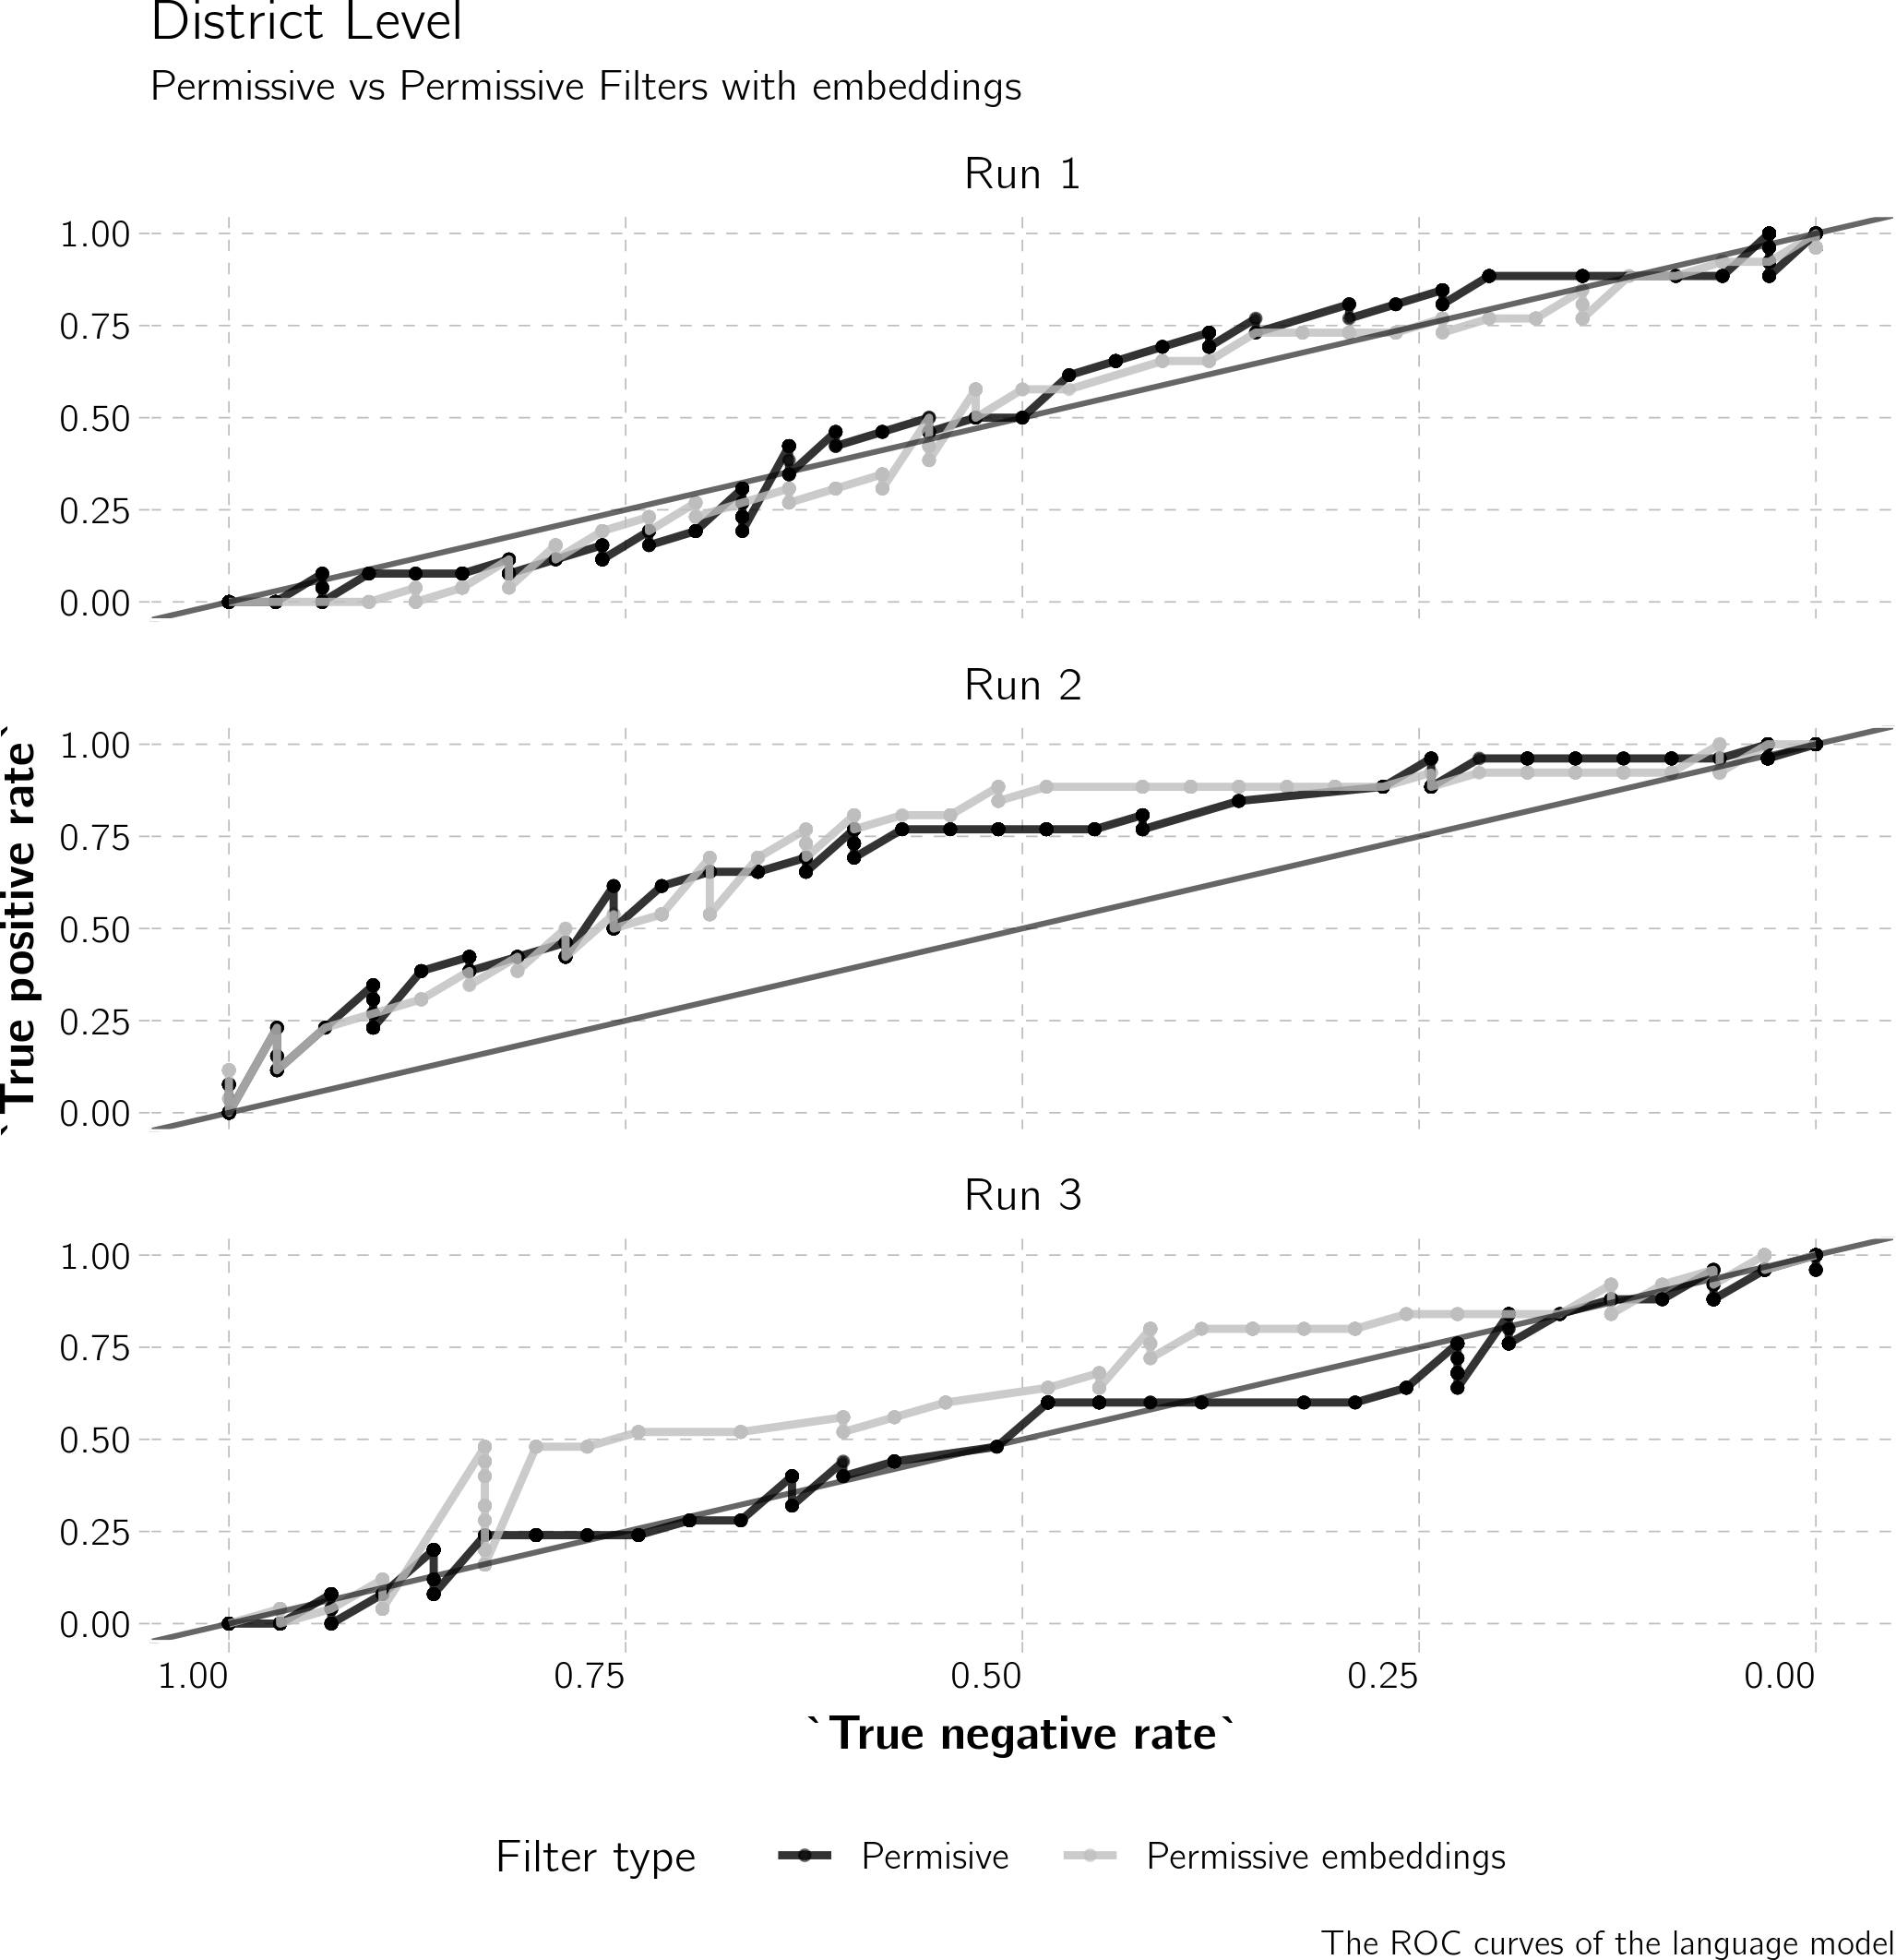 District Level
Permissive vs Permissive Filters with embeddings
Run 1
1.00
0.75
0.50
0.25
0.00
Run 2
1.00
0.75
0.50
0.25
0.00
`True positive rate`
Run 3
1.00
0.75
0.50
0.25
0.00
1.00 0.75 0.50 0.25 0.00
`True negative rate`
Filter type Permisive Permissive embeddings
The ROC curves of the language model